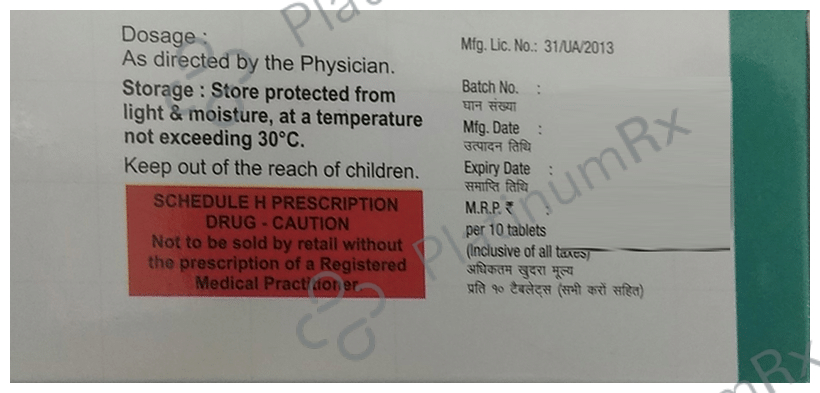 Dosage :
As directed by the Physician.
Storage : Store protected from
light & moisture, at a temperature
not exceeding 30°C.
Keep out of the reach of children.
SCHEDULE H PRESCRIPTION
DRUG - CAUTION
Not to be sold by retail without
the prescription of a Registered
Medical Practitioner.
Mfg. Lic. No.: 31/UA/2013
Batch No. :
घान संख्या
Mfg. Date :
उत्पादन तिथि
Expiry Date :
समाप्ति तिथि
M.R.P. ₹ :
per 10 tablets
(Inclusive of all taxes)
अधिकतम खुदरा मूल्य
प्रति १० टैबलेट्स (सभी करों सहित)
PlatinumRx